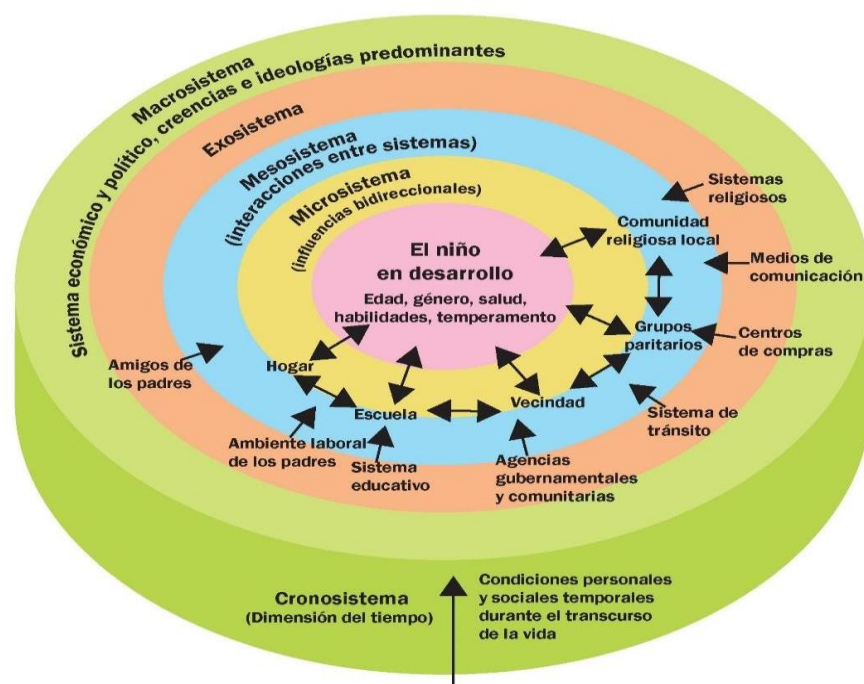 Macrosistema
Sistema económico y político, creencias e ideologías predominantes
Exosistema
Mesosistema
(interacciones entre sistemas)
Microsistema
(influencias bidireccionales)
El niño
en desarrollo
Edad, género, salud,
habilidades, temperamento
Sistemas
religiosos
Comunidad
religiosa local
Medios de
comunicación
Grupos
paritarios
Centros
de compras
Amigos de
los padres
Hogar
Escuela
Vecindad
Sistema de
tránsito
Ambiente laboral
de los padres
Sistema
educativo
Agencias
gubernamentales
y comunitarias
Cronosistema
(Dimensión del tiempo)
Condiciones personales
y sociales temporales
durante el transcurso
de la vida